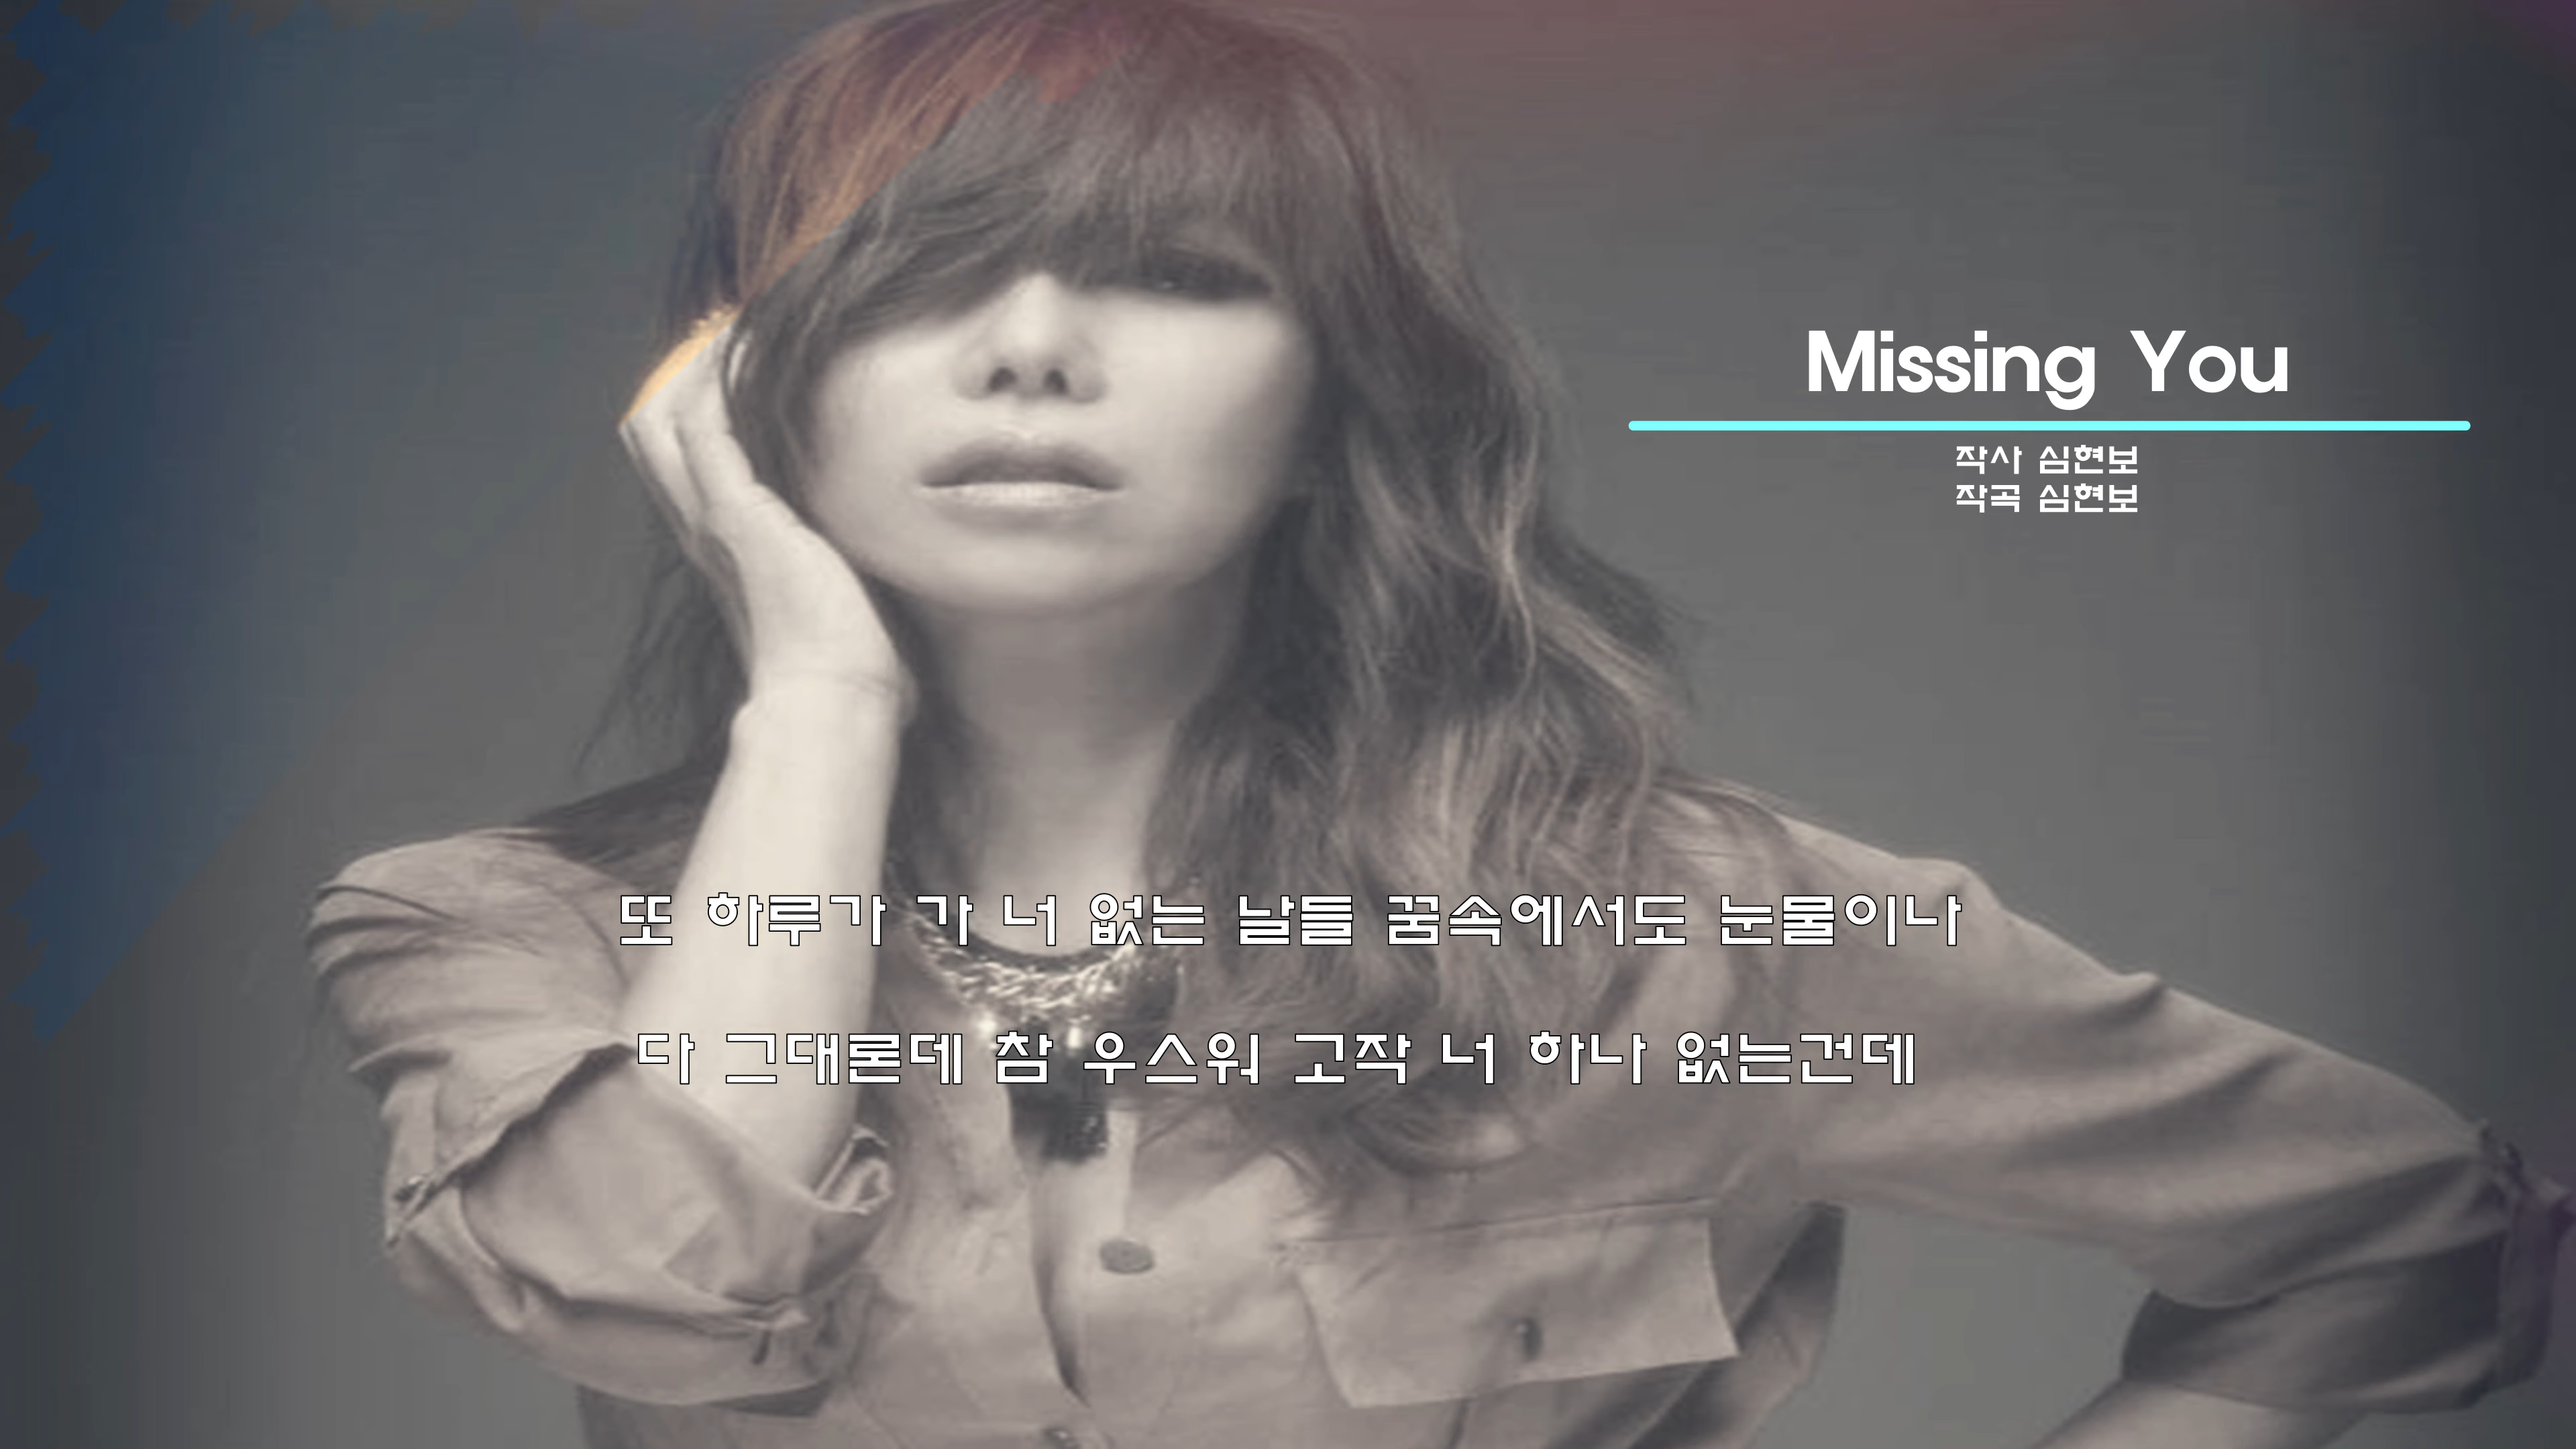 Missing You
작사 심현보
작곡 심현보
또 하루가 가 너 없는 날들 꿈속에서도 눈물이나
다 그대론데 참 우스워 고작 너 하나 없는건데